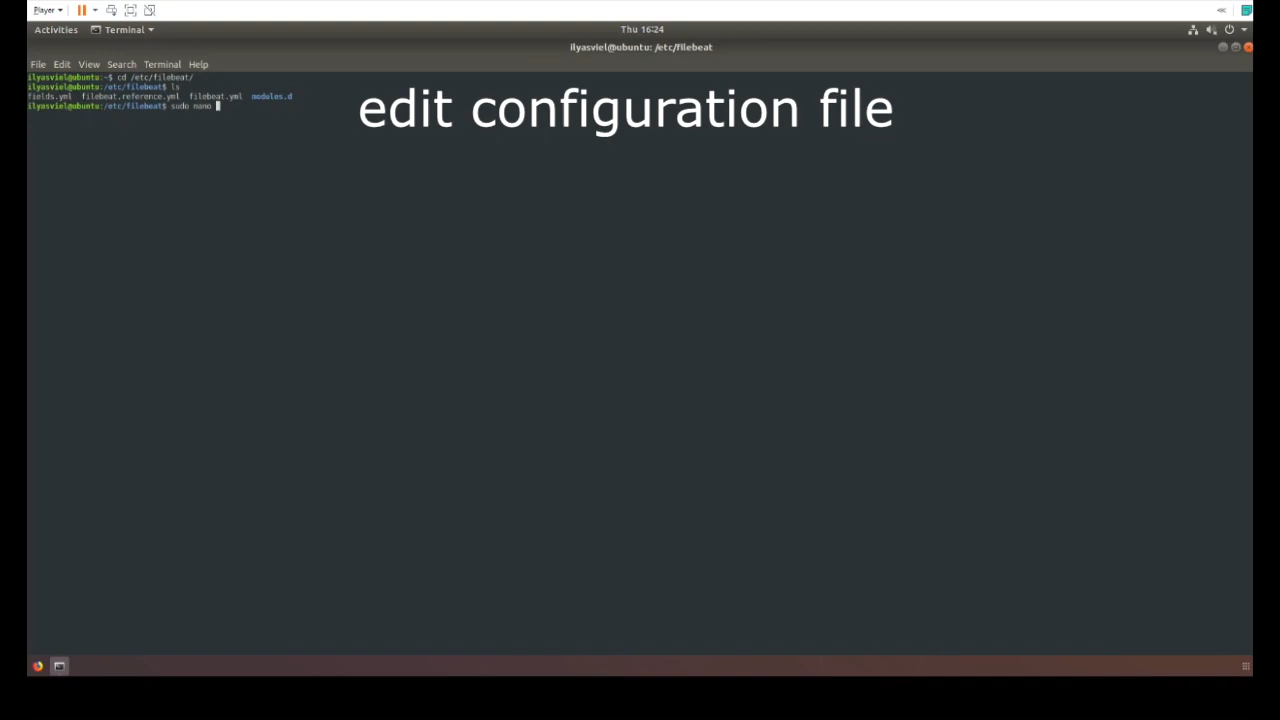 Player
Activities Terminal Thu 16:24
ilyasviel@ubuntu: /etc/filebeat
File Edit View Search Terminal Help
ilyasviel@ubuntu:~$ cd /etc/filebeat/
ilyasviel@ubuntu:/etc/filebeat$ ls
fields.yml filebeat.reference.yml filebeat.yml modules.d
ilyasviel@ubuntu:/etc/filebeat$ sudo nano
edit configuration file